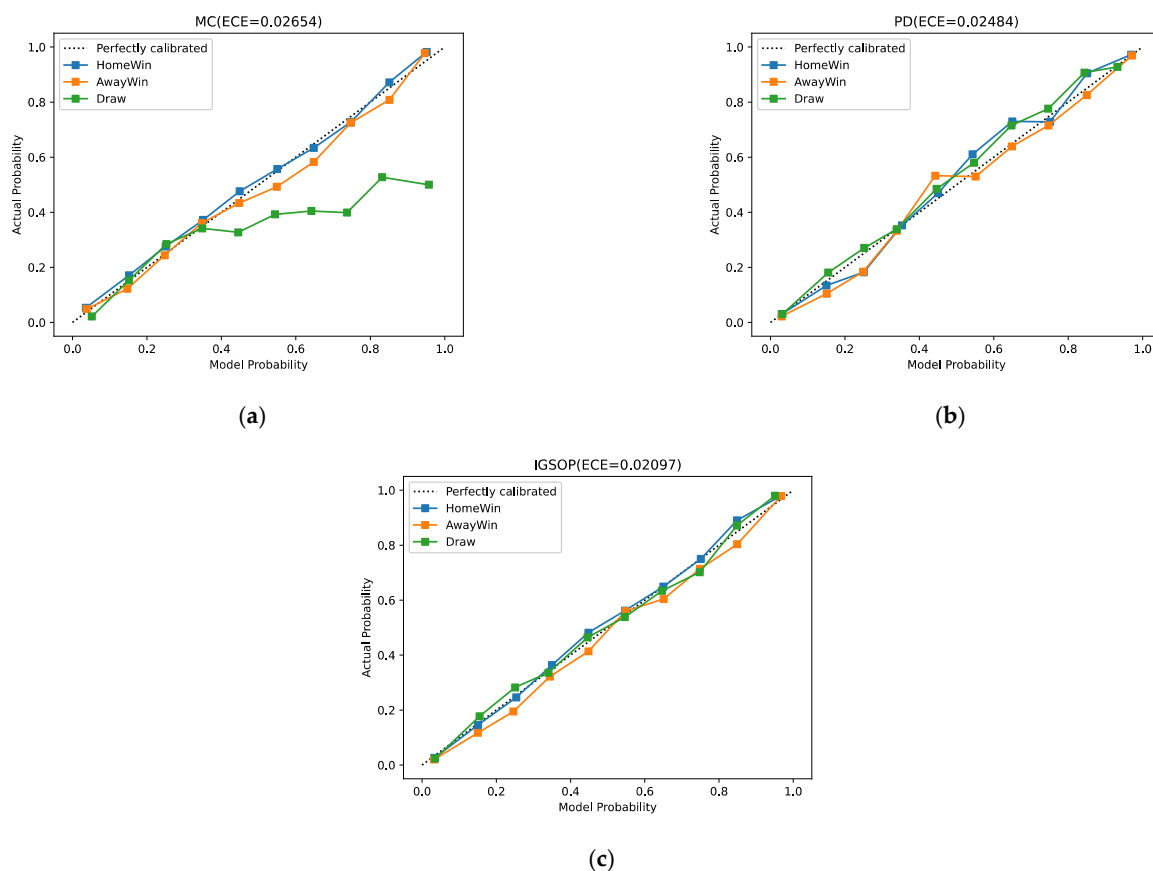 MC(ECE=0.02654)
1.0
0.8
0.6
0.4
0.2
0.0
Actual Probability
Perfectly calibrated
HomeWin
AwayWin
Draw
0.0 0.2 0.4 0.6 0.8 1.0
Model Probability
(a)
PD(ECE=0.02484)
1.0
0.8
0.6
0.4
0.2
0.0
Actual Probability
Perfectly calibrated
HomeWin
AwayWin
Draw
0.0 0.2 0.4 0.6 0.8 1.0
Model Probability
(b)
IGSOP(ECE=0.02097)
1.0
0.8
0.6
0.4
0.2
0.0
Actual Probability
Perfectly calibrated
HomeWin
AwayWin
Draw
0.0 0.2 0.4 0.6 0.8 1.0
Model Probability
(c)